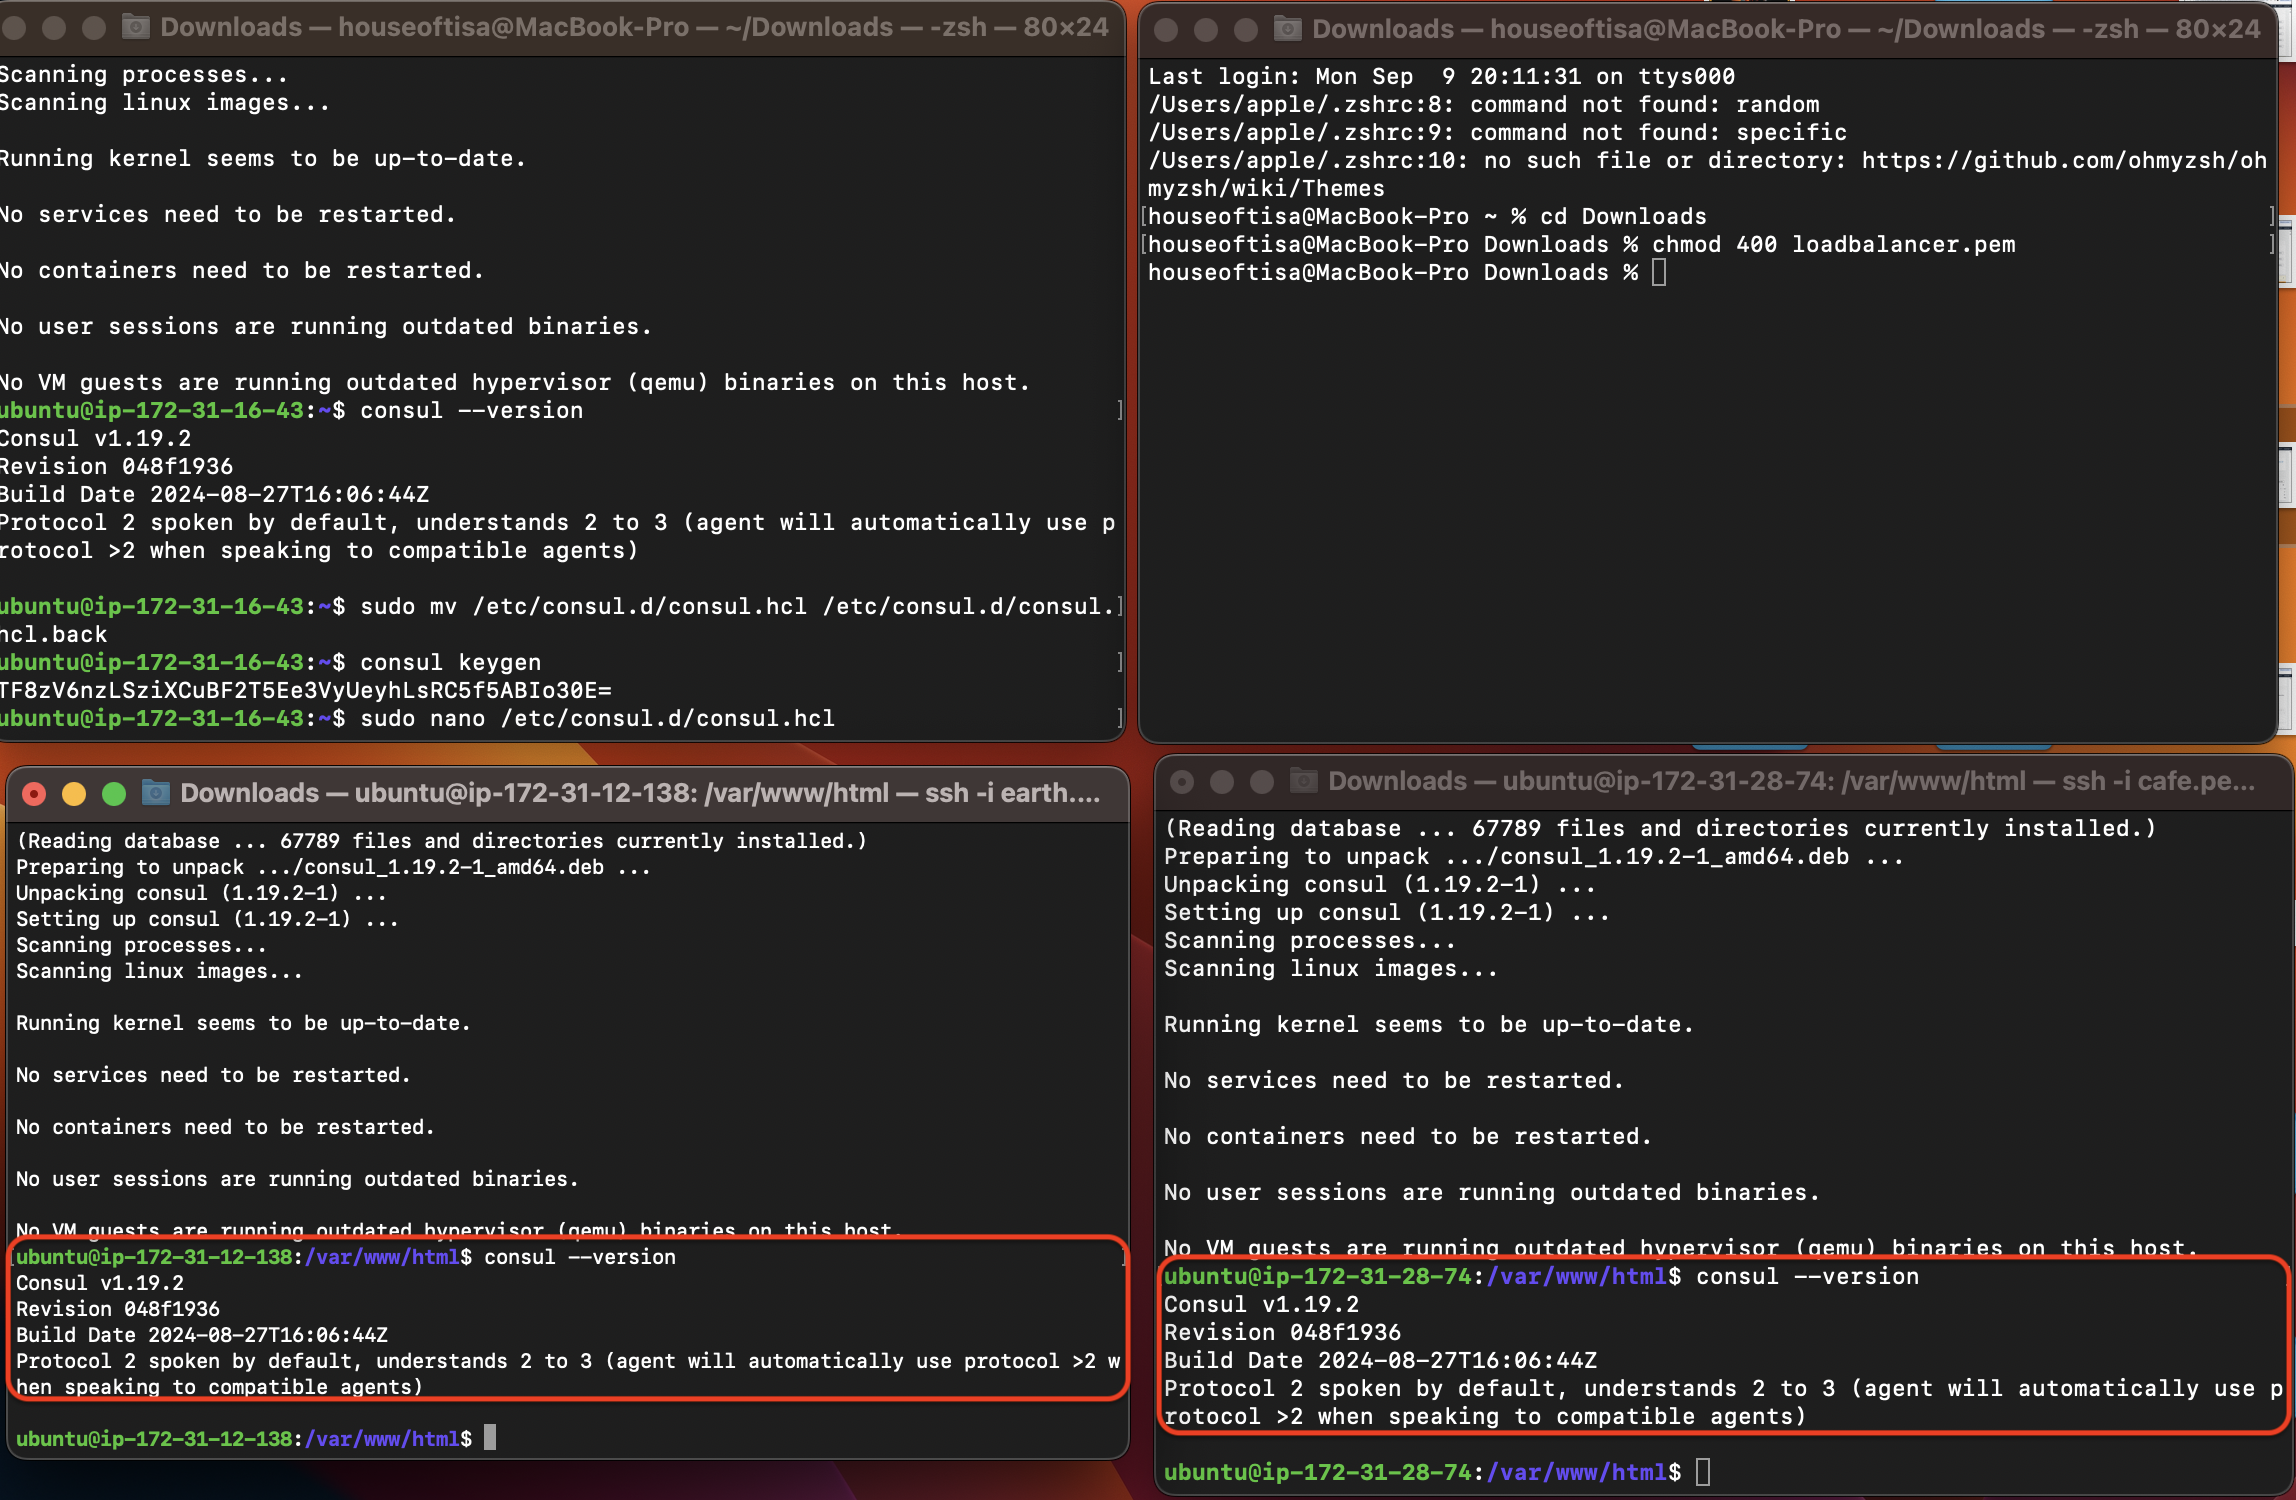 Downloads — houseoftisa@MacBook-Pro — ~/Downloads — -zsh — 80×24
Scanning processes...
Scanning linux images...
Running kernel seems to be up-to-date.
No services need to be restarted.
No containers need to be restarted.
No user sessions are running outdated binaries.
No VM guests are running outdated hypervisor (qemu) binaries on this host.
ubuntu@ip-172-31-16-43:~$ consul --version
Consul v1.19.2
Revision 048f1936
Build Date 2024-08-27T16:06:44Z
Protocol 2 spoken by default, understands 2 to 3 (agent will automatically use p
rotocol >2 when speaking to compatible agents)
ubuntu@ip-172-31-16-43:~$ sudo mv /etc/consul.d/consul.hcl /etc/consul.d/consul.
hcl.back
ubuntu@ip-172-31-16-43:~$ consul keygen
TF8zV6nzLSziXCuBF2T5Ee3VyUeyhLsRC5f5ABIo30E=
ubuntu@ip-172-31-16-43:~$ sudo nano /etc/consul.d/consul.hcl
Downloads — houseoftisa@MacBook-Pro — ~/Downloads — -zsh — 80×24
Last login: Mon Sep  9 20:11:31 on ttys000
/Users/apple/.zshrc:8: command not found: random
/Users/apple/.zshrc:9: command not found: specific
/Users/apple/.zshrc:10: no such file or directory: https://github.com/ohmyzsh/oh
myzsh/wiki/Themes
[houseoftisa@MacBook-Pro ~ % cd Downloads ]
[houseoftisa@MacBook-Pro Downloads % chmod 400 loadbalancer.pem ]
houseoftisa@MacBook-Pro Downloads %
Downloads — ubuntu@ip-172-31-12-138: /var/www/html — ssh -i earth....
(Reading database ... 67789 files and directories currently installed.)
Preparing to unpack .../consul_1.19.2-1_amd64.deb ...
Unpacking consul (1.19.2-1) ...
Setting up consul (1.19.2-1) ...
Scanning processes...
Scanning linux images...
Running kernel seems to be up-to-date.
No services need to be restarted.
No containers need to be restarted.
No user sessions are running outdated binaries.
No VM guests are running outdated hypervisor (qemu) binaries on this host.
ubuntu@ip-172-31-12-138:/var/www/html$ consul --version
Consul v1.19.2
Revision 048f1936
Build Date 2024-08-27T16:06:44Z
Protocol 2 spoken by default, understands 2 to 3 (agent will automatically use protocol >2 w
hen speaking to compatible agents)
ubuntu@ip-172-31-12-138:/var/www/html$
Downloads — ubuntu@ip-172-31-28-74: /var/www/html — ssh -i cafe.pe...
(Reading database ... 67789 files and directories currently installed.)
Preparing to unpack .../consul_1.19.2-1_amd64.deb ...
Unpacking consul (1.19.2-1) ...
Setting up consul (1.19.2-1) ...
Scanning processes...
Scanning linux images...
Running kernel seems to be up-to-date.
No services need to be restarted.
No containers need to be restarted.
No user sessions are running outdated binaries.
No VM guests are running outdated hypervisor (qemu) binaries on this host.
ubuntu@ip-172-31-28-74:/var/www/html$ consul --version
Consul v1.19.2
Revision 048f1936
Build Date 2024-08-27T16:06:44Z
Protocol 2 spoken by default, understands 2 to 3 (agent will automatically use p
rotocol >2 when speaking to compatible agents)
ubuntu@ip-172-31-28-74:/var/www/html$